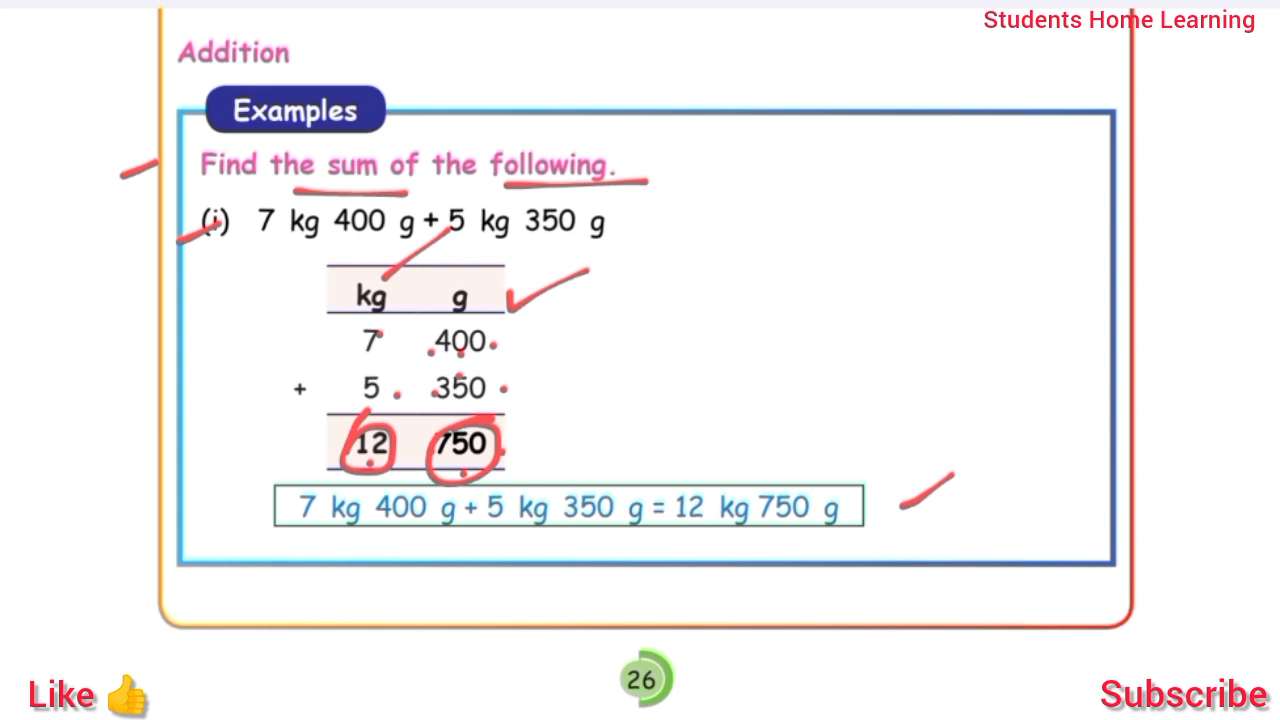 Students Home Learning
Addition
Examples
Find the sum of the following.
(i) 7 kg 400 g + 5 kg 350 g
kg g
7 400
+ 5 350
12 750
7 kg 400 g + 5 kg 350 g = 12 kg 750 g
26
Like 👍
Subscribe